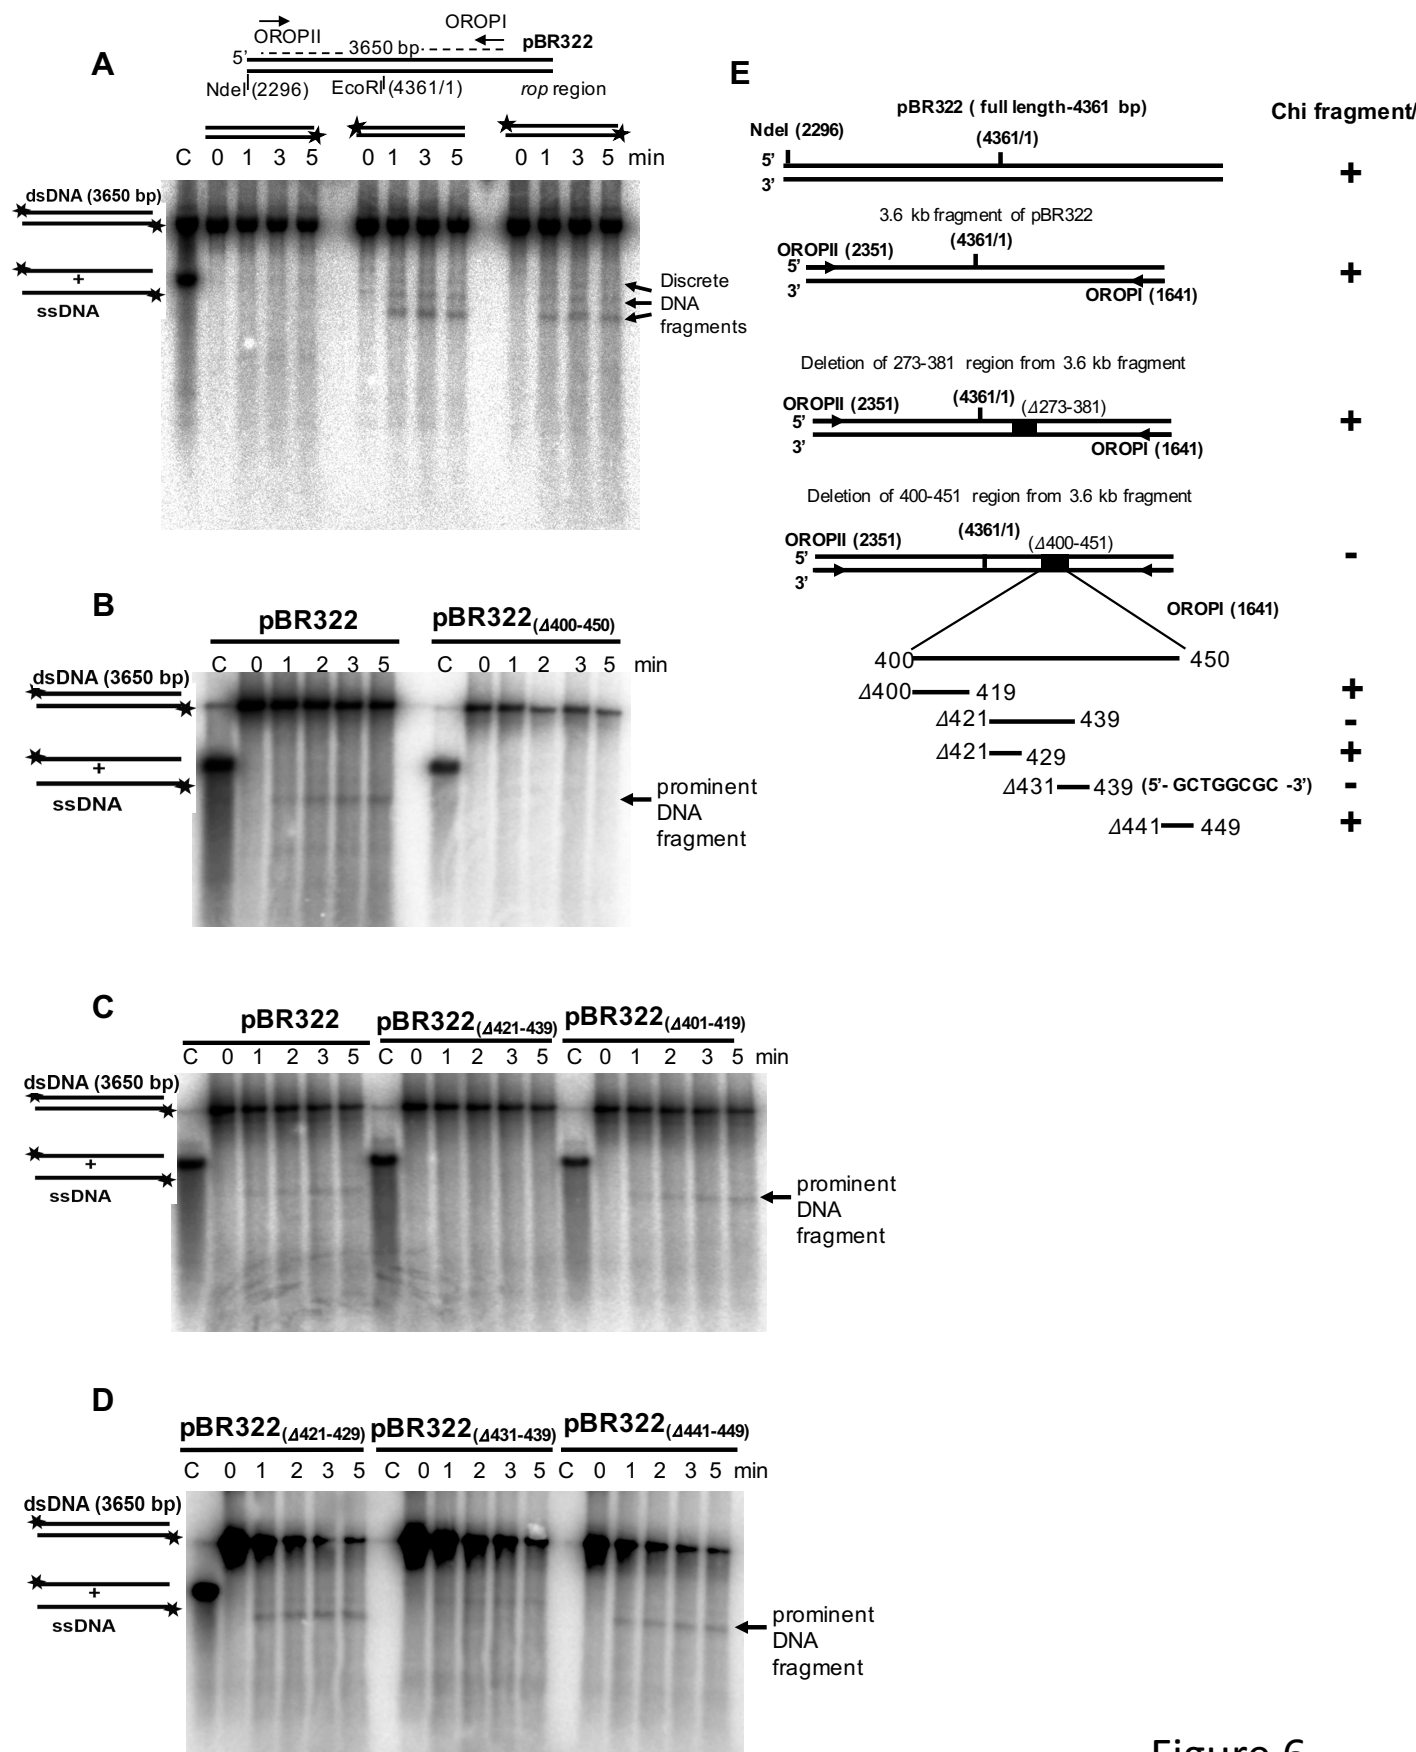 A
OROPII
OROPI
5’
3650 bp
pBR322
NdeI (2296)
EcoRI (4361/1)
rop region
C 0 1 3 5 0 1 3 5 0 1 3 5 min
dsDNA (3650 bp)
+
ssDNA
Discrete
DNA
fragments
B
pBR322
pBR322(Δ400-450)
C 0 1 2 3 5 C 0 1 2 3 5 min
dsDNA (3650 bp)
+
ssDNA
prominent
DNA
fragment
C
pBR322
pBR322(Δ421-439)
pBR322(Δ401-419)
C 0 1 2 3 5 C 0 1 2 3 5 C 0 1 2 3 5 min
dsDNA (3650 bp)
+
ssDNA
prominent
DNA
fragment
D
pBR322(Δ421-429)
pBR322(Δ431-439)
pBR322(Δ441-449)
C 0 1 2 3 5 C 0 1 2 3 5 C 0 1 2 3 5 min
dsDNA (3650 bp)
+
ssDNA
prominent
DNA
fragment
E
pBR322 ( full length-4361 bp)
Chi fragment/
NdeI (2296)
(4361/1)
5’
3’
+
3.6 kb fragment of pBR322
(4361/1)
OROPII (2351)
5’
3’
OROPI (1641)
+
Deletion of 273-381 region from 3.6 kb fragment
(4361/1)
OROPII (2351)
(Δ273-381)
5’
3’
OROPI (1641)
+
Deletion of 400-451 region from 3.6 kb fragment
(4361/1)
OROPII (2351)
(Δ400-451)
5’
3’
-
OROPI (1641)
400 450
Δ400 419 +
Δ421 439 -
Δ421 429 +
Δ431 439 (5’- GCTGGCGC -3’) -
Δ441 449 +
Figure 6